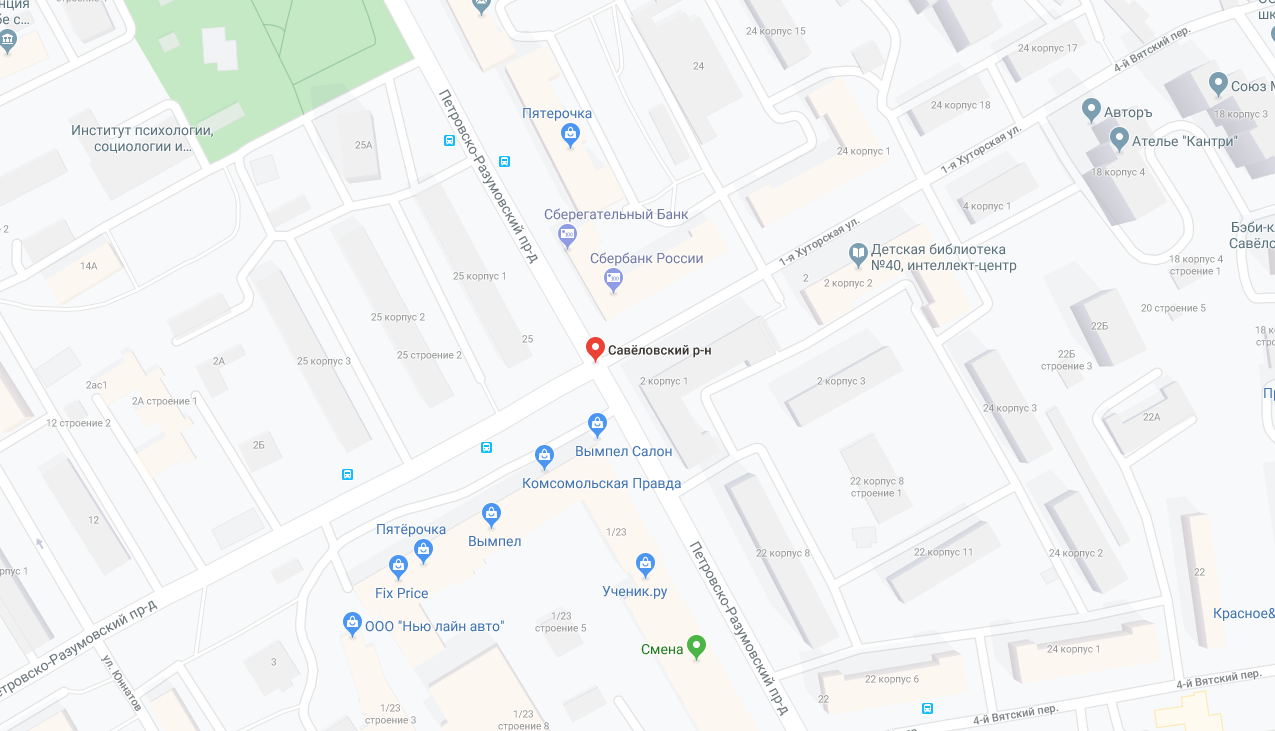 нция
бе с...
24 корпус 15
24 корпус 17
4-й Вятский пер.
24
Союз М
Петровско-Разумовский пр-д
Пятерочка
24 корпус 18
Авторъ
18 корпус 3
Институт психологии,
социологии и...
25А
24 корпус 1
1-я Хуторская ул.
Ателье "Кантри"
18 корпус 4
4 корпус 1
Сберегательный Банк
1-я Хуторская ул.
Бэби-к
Савёло
2
14А
Сбербанк России
Детская библиотека
№40, интеллект-центр
18 корпус 4
строение 1
25 корпус 1
2
2 корпус 2
20 строение 5
25 корпус 2
25
22Б
Савёловский р-н
25 корпус 3
25 строение 2
2А
22Б
строение 3
2ас1
2А строение 1
2 корпус 1
2 корпус 3
12 строение 2
24 корпус 3
22А
2Б
Вымпел Салон
Комсомольская Правда
22 корпус 8
строение 1
12
Пятёрочка
Вымпел
1/23
22 корпус 8
22 корпус 11
24 корпус 2
рпус 1
22
Fix Price
Ученик.ру
Петровско-Разумовский пр-д
Красное&
ООО "Нью лайн авто"
1/23
строение 5
етровско-Разумовский пр-д
Смена
3
ул. Юннатов
24 корпус 1
22 корпус 6
22
4-й Вятский пер.
4-й Вятский пер.
1/23
строение 3
1/23
строение 8